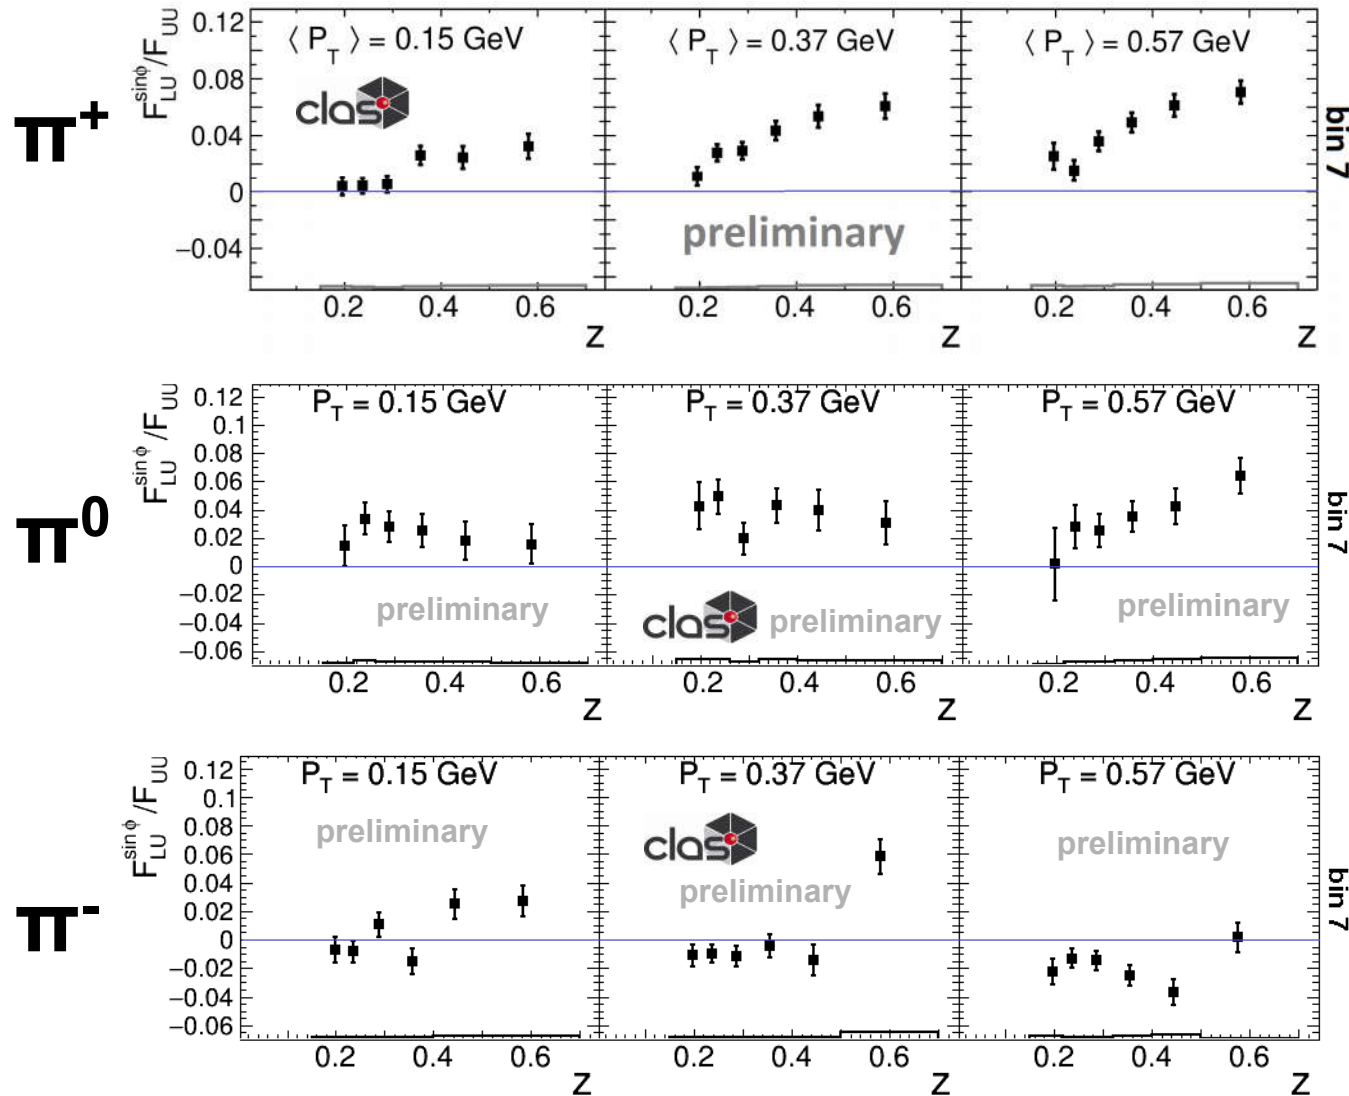 π+
F_LU^sinφ/F_UU
0.12
0.08
0.04
0
−0.04
⟨ P_T ⟩ = 0.15 GeV
⟨ P_T ⟩ = 0.37 GeV
⟨ P_T ⟩ = 0.57 GeV
clas
preliminary
bin 7
0.2 0.4 0.6
0.2 0.4 0.6
0.2 0.4 0.6
z z z
π0
F_LU^sin φ/F_UU
0.12
0.1
0.08
0.06
0.04
0.02
0
−0.02
−0.04
−0.06
P_T = 0.15 GeV
P_T = 0.37 GeV
P_T = 0.57 GeV
preliminary
clas
preliminary
preliminary
bin 7
0.2 0.4 0.6
0.2 0.4 0.6
0.2 0.4 0.6
z z z
π-
F_LU^sin φ/F_UU
0.12
0.1
0.08
0.06
0.04
0.02
0
−0.02
−0.04
−0.06
P_T = 0.15 GeV
P_T = 0.37 GeV
P_T = 0.57 GeV
preliminary
clas
preliminary
preliminary
bin 7
0.2 0.4 0.6
0.2 0.4 0.6
0.2 0.4 0.6
z z z